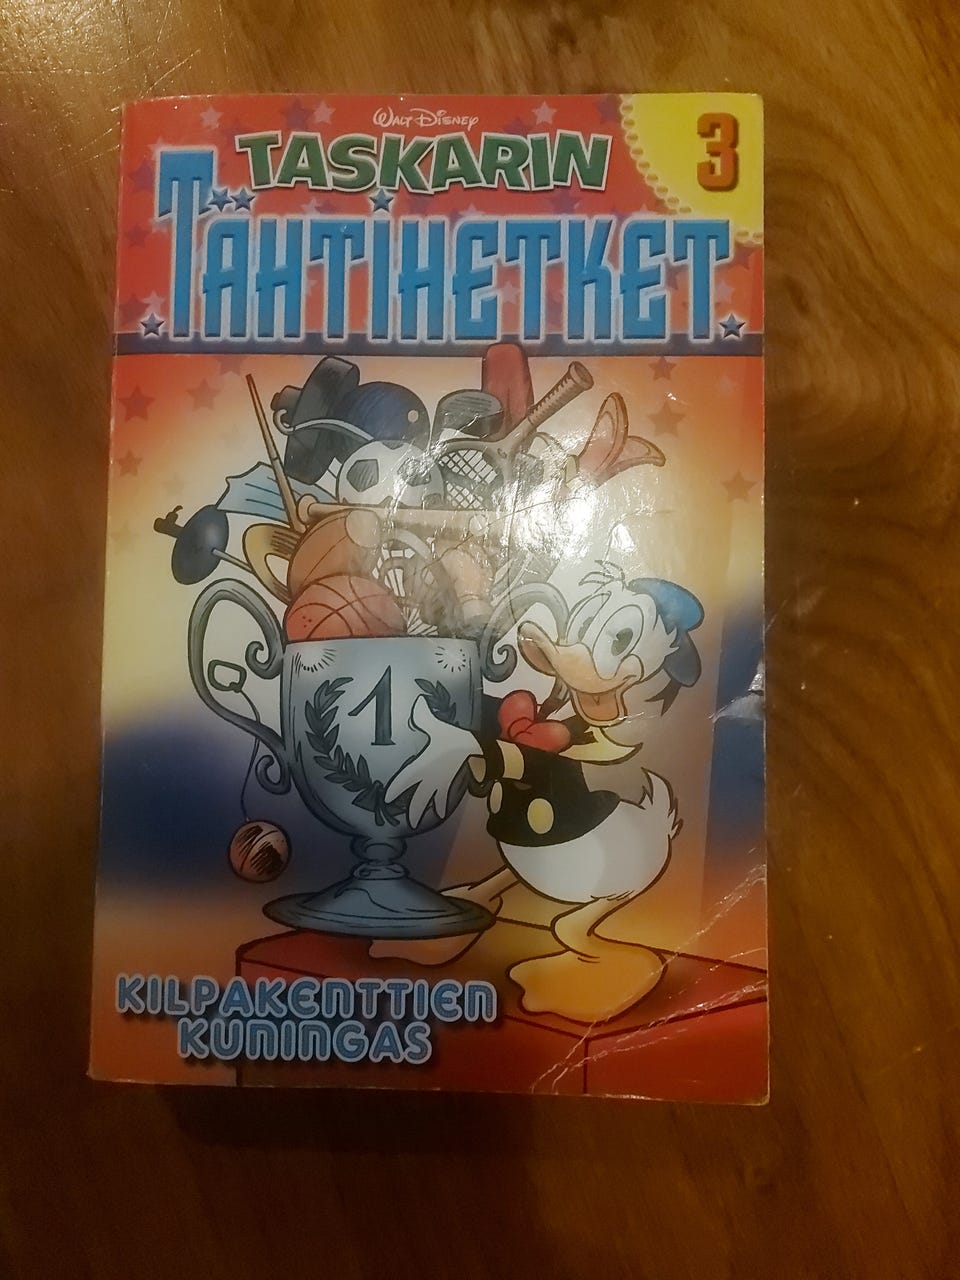 Walt Disney
TASKARIN
3
TÄHTIHETKET
1
KILPAKENTTIEN
KUNINGAS